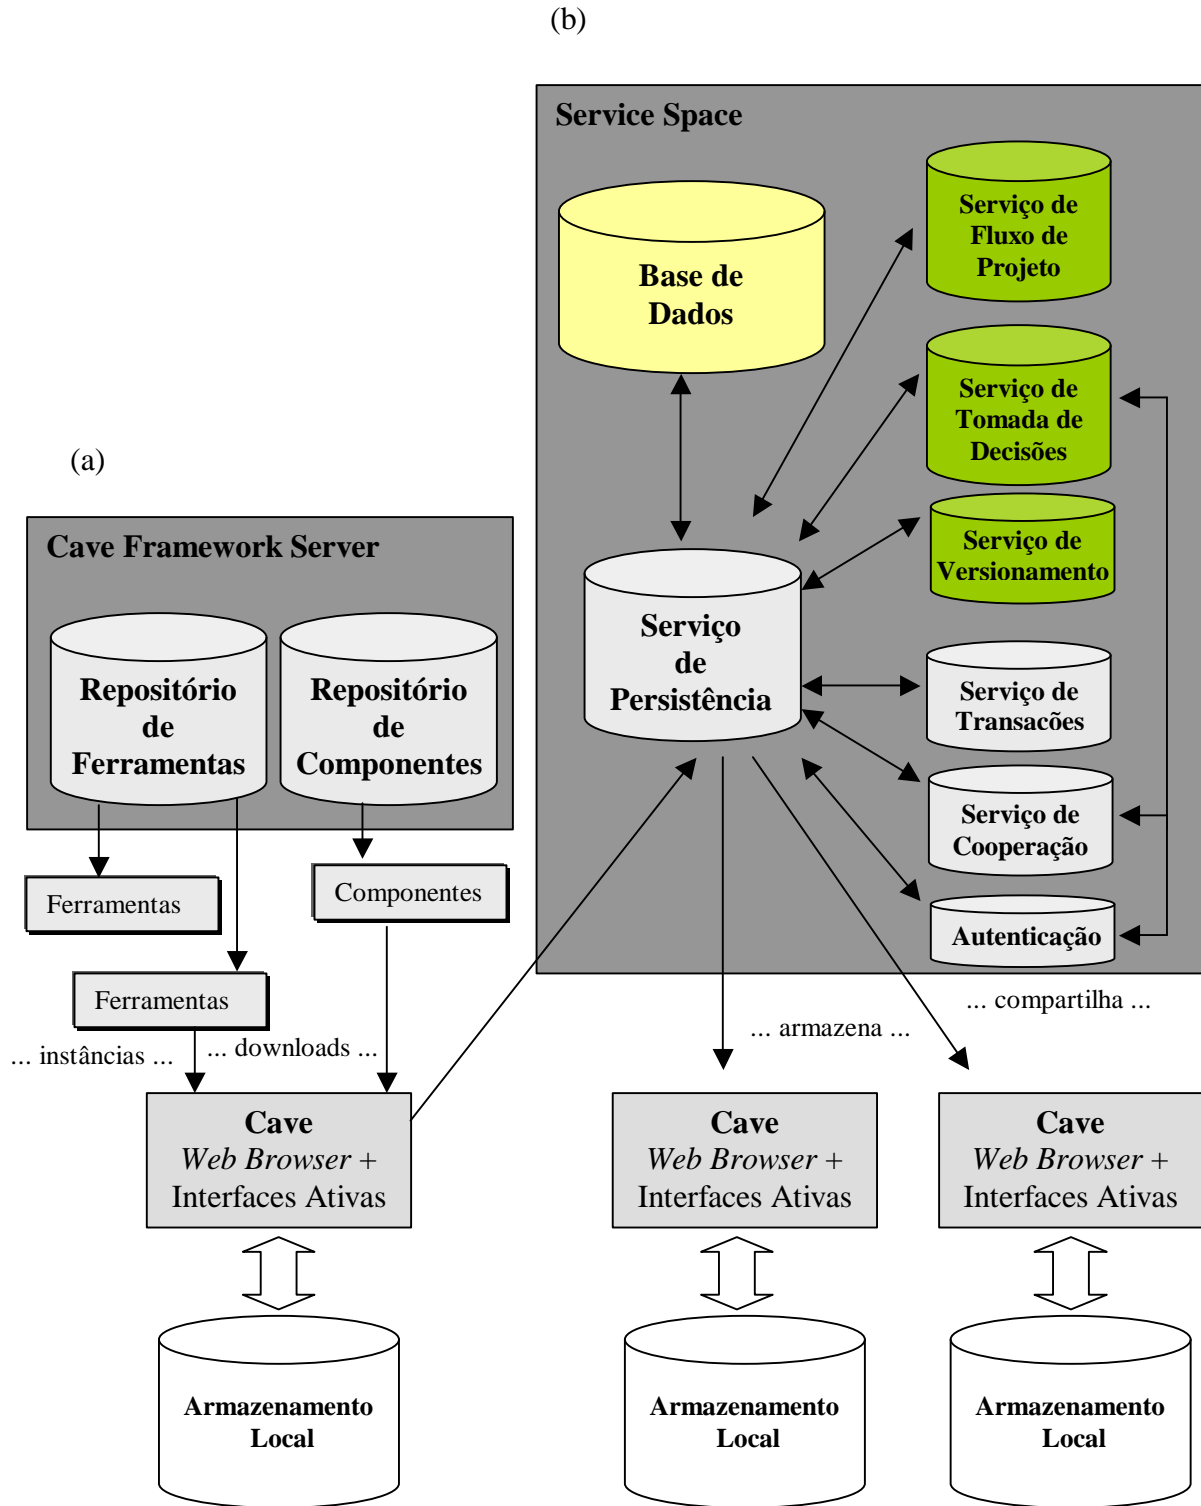 (b)
Service Space
Serviço de
Fluxo de
Projeto
Base de
Dados
Serviço de
Tomada de
Decisões
(a)
Cave Framework Server
Serviço de
Versionamento
Serviço
de
Persistência
Repositório
de
Ferramentas
Repositório
de
Componentes
Serviço de
Transacões
Serviço de
Cooperação
Ferramentas
Componentes
Autenticação
Ferramentas
... compartilha ...
... armazena ...
... instâncias ...
... downloads ...
Cave
Web Browser +
Interfaces Ativas
Cave
Web Browser +
Interfaces Ativas
Cave
Web Browser +
Interfaces Ativas
Armazenamento
Local
Armazenamento
Local
Armazenamento
Local